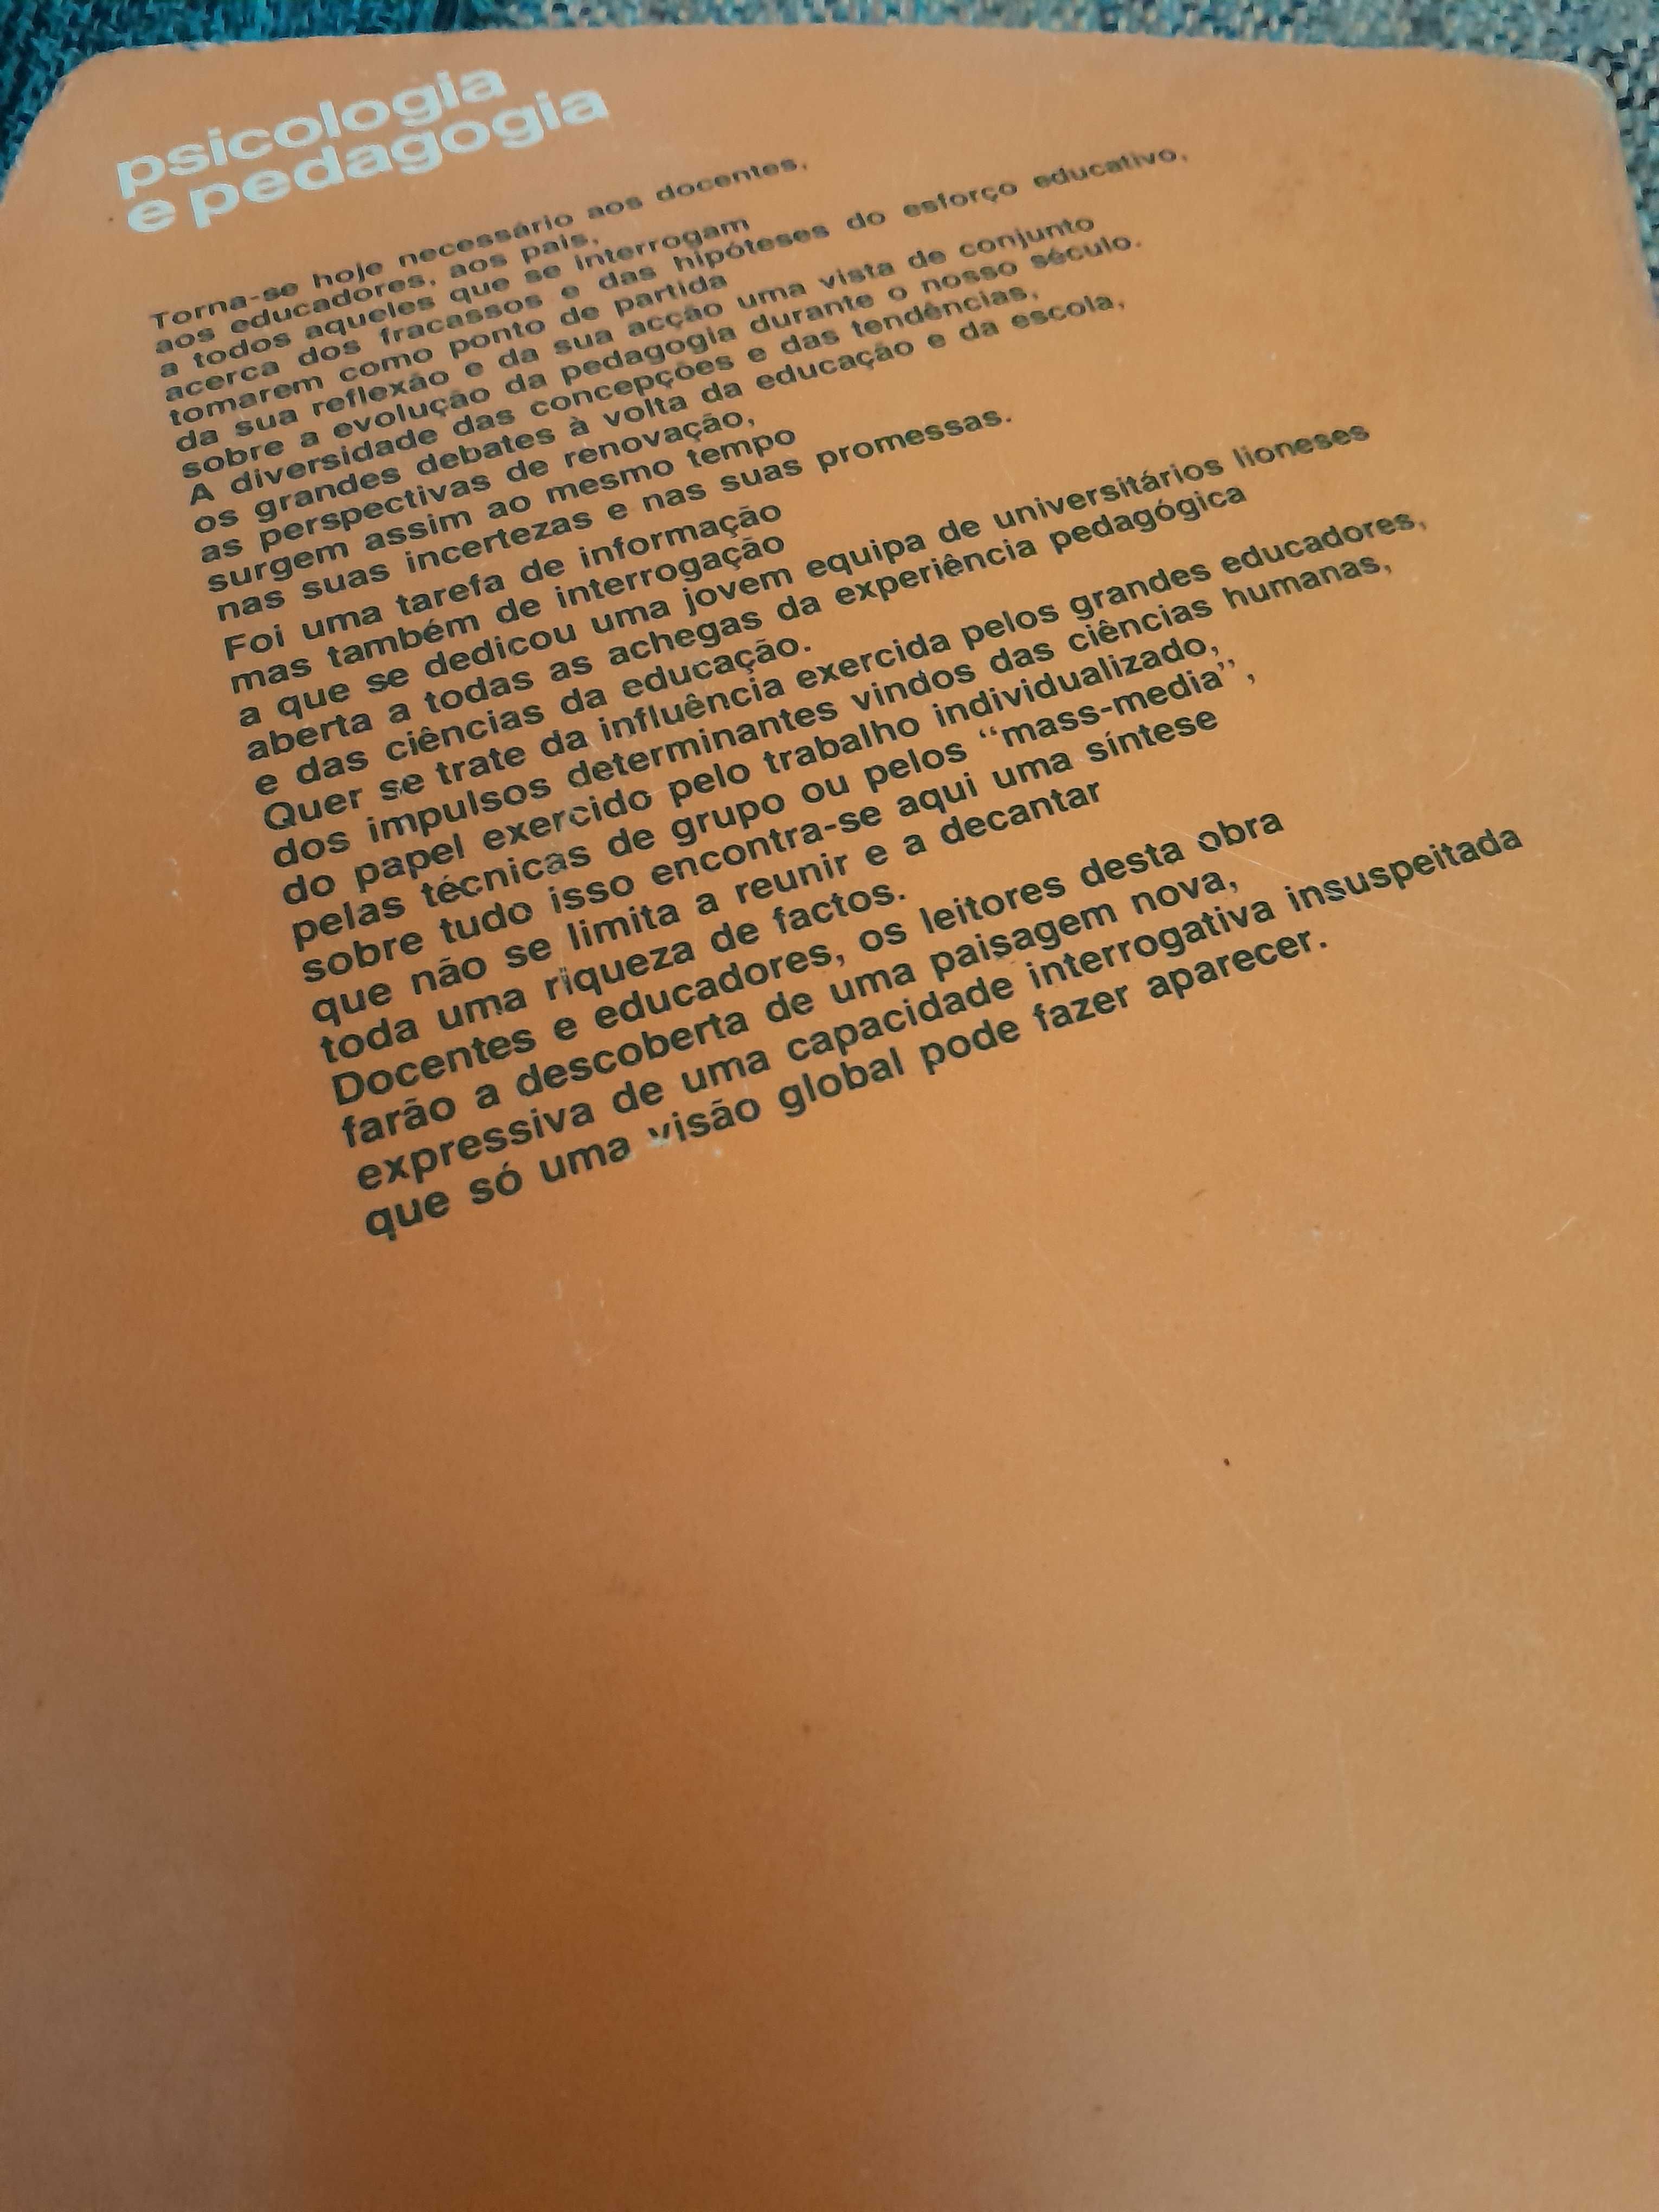 psicologia
e pedagogia
Torna-se hoje necessário aos docentes,
aos educadores, aos pais,
a todos aqueles que se interrogam
acerca dos fracassos e das hipóteses do esforço educativo,
tomarem como ponto de partida
da sua reflexão e da sua acção uma vista de conjunto
sobre a evolução da pedagogia durante o nosso século.
A diversidade das concepções e das tendências,
os grandes debates à volta da educação e da escola,
as perspectivas de renovação,
surgem assim ao mesmo tempo
nas suas incertezas e nas suas promessas.
Foi uma tarefa de informação
mas também de interrogação
a que se dedicou uma jovem equipa de universitários lioneses
aberta a todas as achegas da experiência pedagógica
e das ciências da educação.
Quer se trate da influência exercida pelos grandes educadores,
dos impulsos determinantes vindos das ciências humanas,
do papel exercido pelo trabalho individualizado,
pelas técnicas de grupo ou pelos “mass-media”,
sobre tudo isso encontra-se aqui uma síntese
que não se limita a reunir e a decantar
toda uma riqueza de factos.
Docentes e educadores, os leitores desta obra
farão a descoberta de uma paisagem nova,
expressiva de uma capacidade interrogativa insuspeitada
que só uma visão global pode fazer aparecer.